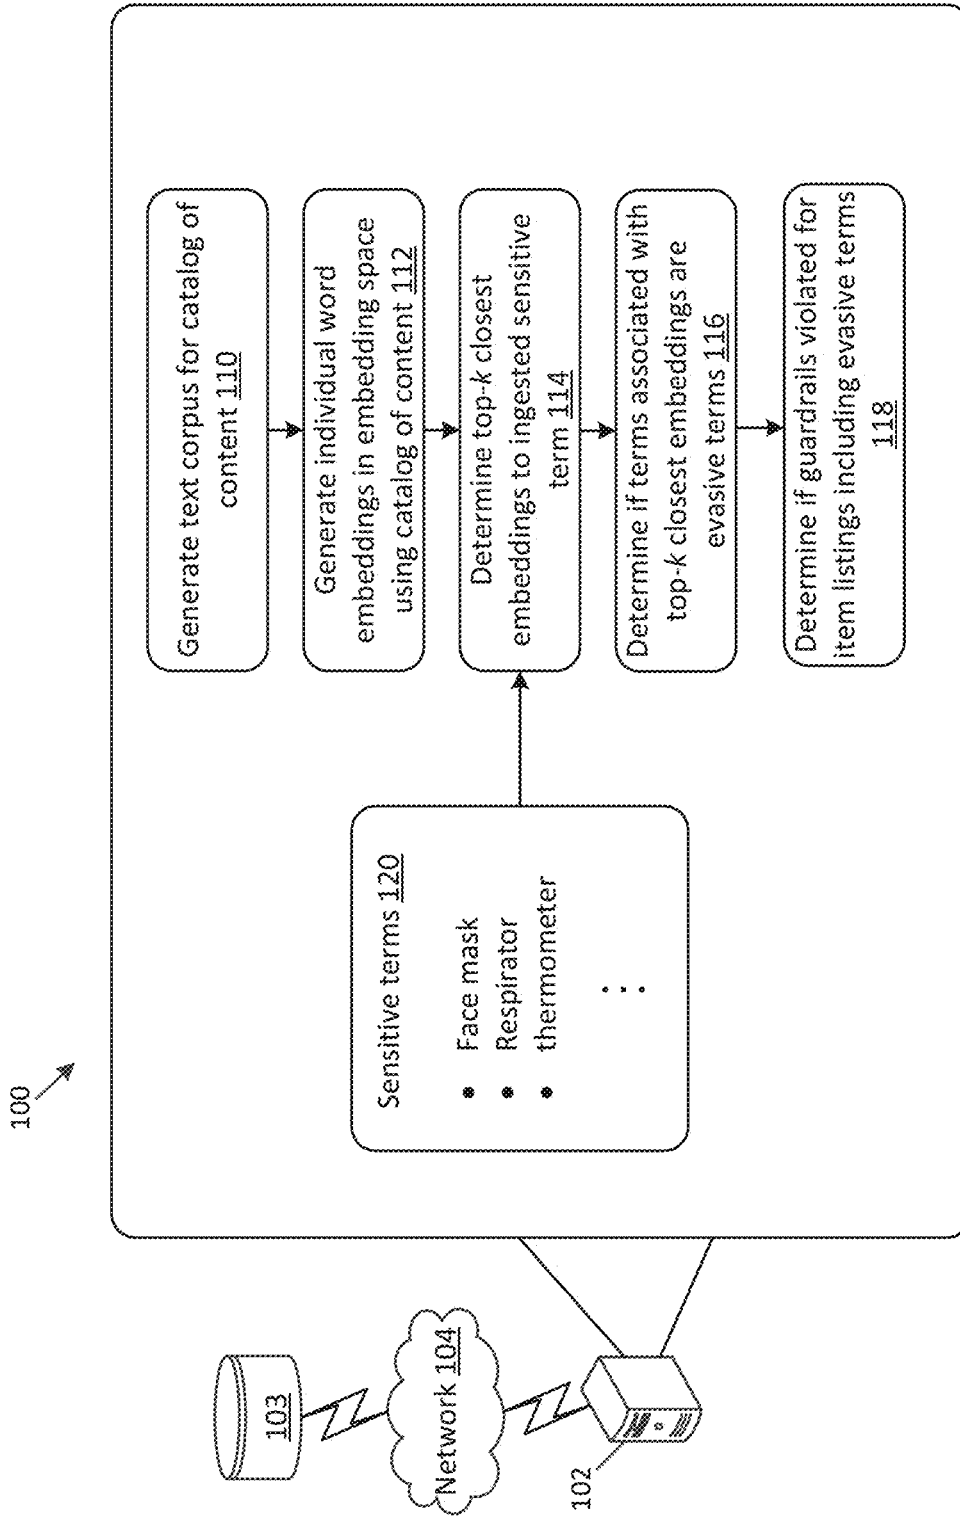 100
103
Network 104
102
Sensitive terms 120
• Face mask
• Respirator
• thermometer
Generate text corpus for catalog of
content 110
Generate individual word
embeddings in embedding space
using catalog of content 112
Determine top-k closest
embeddings to ingested sensitive
term 114
Determine if terms associated with
top-k closest embeddings are
evasive terms 116
Determine if guardrails violated for
item listings including evasive terms
118